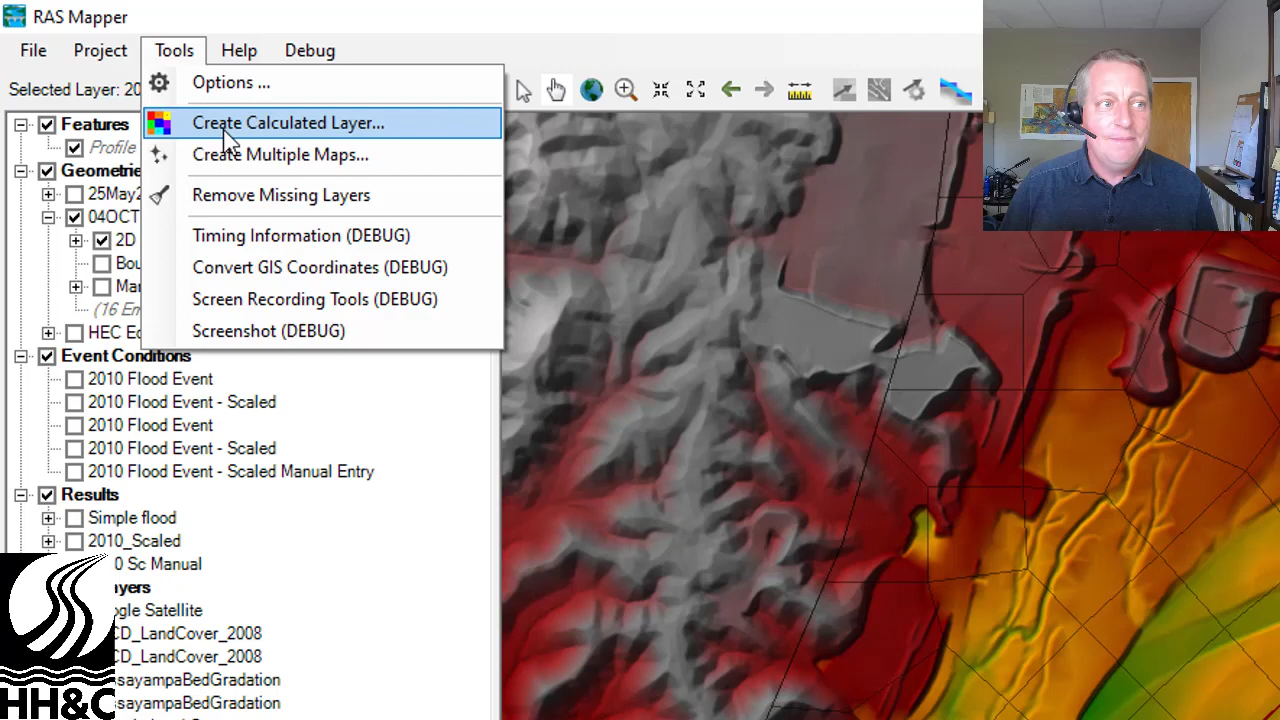 RAS Mapper
File Project Tools Help Debug
Selected Layer: 20
Options ...
Create Calculated Layer...
Create Multiple Maps...
Remove Missing Layers
Timing Information (DEBUG)
Convert GIS Coordinates (DEBUG)
Screen Recording Tools (DEBUG)
Screenshot (DEBUG)
Features
Profile
Geometrie
25May2
04OCT
2D
Bou
Mar
(16 Em
HEC Ed
Event Conditions
2010 Flood Event
2010 Flood Event - Scaled
2010 Flood Event
2010 Flood Event - Scaled
2010 Flood Event - Scaled Manual Entry
Results
Simple flood
2010_Scaled
0 Sc Manual
ayers
ogle Satellite
CD_LandCover_2008
CD_LandCover_2008
ssayampaBedGradation
ssayampaBedGradation
HH&C